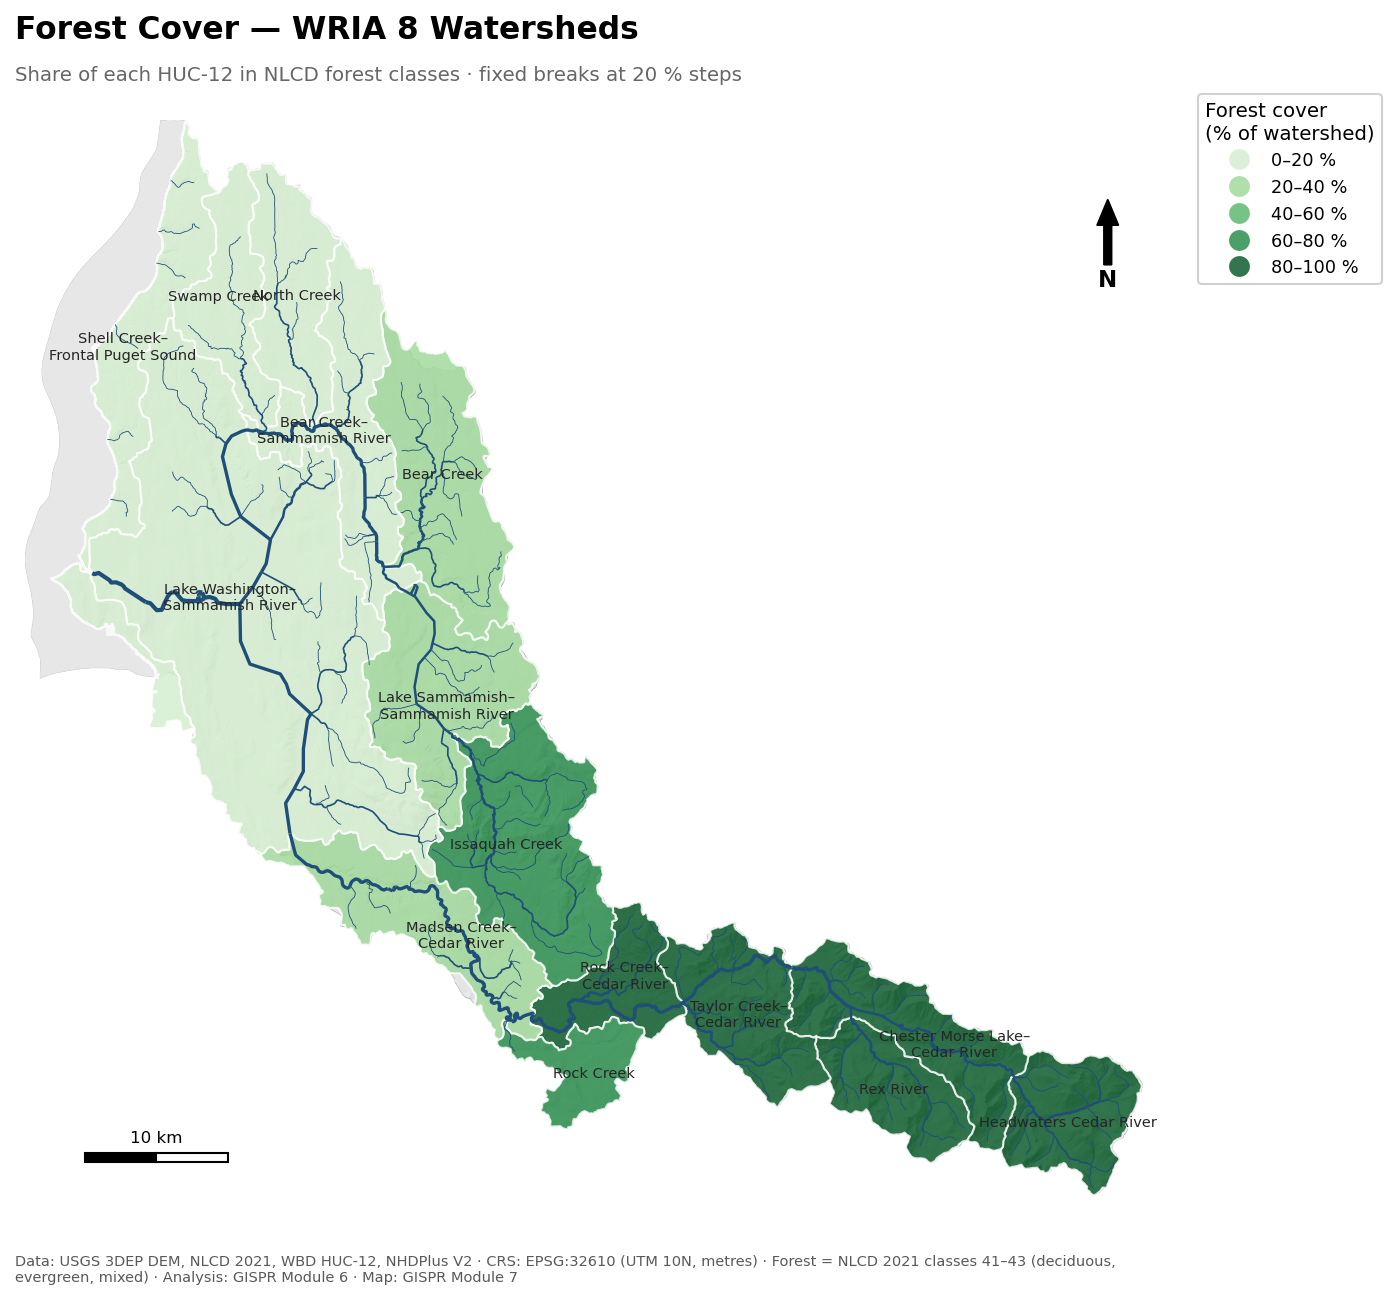 Forest Cover — WRIA 8 Watersheds
Share of each HUC-12 in NLCD forest classes · fixed breaks at 20 % steps
Forest cover
(% of watershed)
0–20 %
20–40 %
40–60 %
60–80 %
80–100 %
N
Swamp Creek
North Creek
Shell Creek–
Frontal Puget Sound
Bear Creek–
Sammamish River
Bear Creek
Lake Washington–
Sammamish River
Lake Sammamish–
Sammamish River
Issaquah Creek
Madsen Creek–
Cedar River
Rock Creek–
Cedar River
Taylor Creek–
Cedar River
Chester Morse Lake–
Cedar River
Rock Creek
Rex River
Headwaters Cedar River
10 km
Data: USGS 3DEP DEM, NLCD 2021, WBD HUC-12, NHDPlus V2 · CRS: EPSG:32610 (UTM 10N, metres) · Forest = NLCD 2021 classes 41–43 (deciduous,
evergreen, mixed) · Analysis: GISPR Module 6 · Map: GISPR Module 7